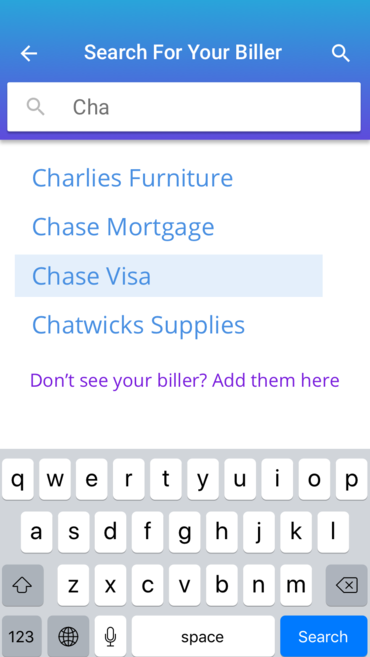 Search For Your Biller
Cha
Charlies Furniture
Chase Mortgage
Chase Visa
Chatwicks Supplies
Don’t see your biller? Add them here
q w e r t y u i o p
a s d f g h j k l
z x c v b n m
123 space Search